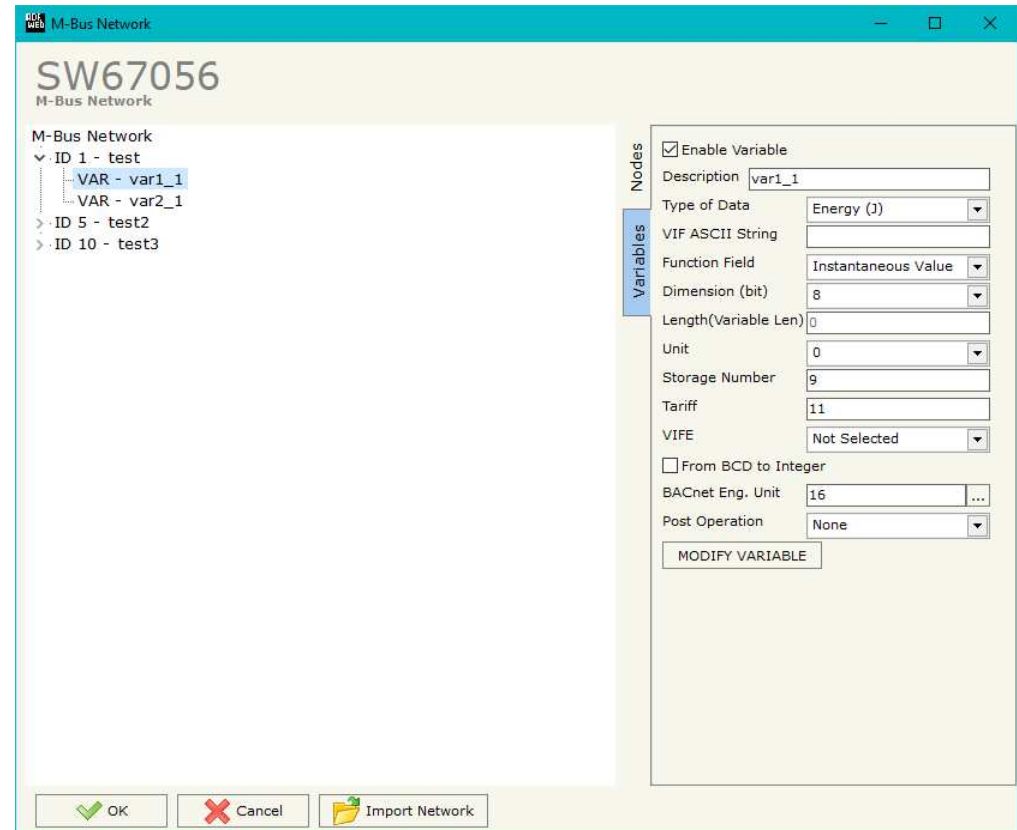 ADF WEB M-Bus Network
SW67056
M-Bus Network
M-Bus Network
ID 1 - test
VAR - var1_1
VAR - var2_1
ID 5 - test2
ID 10 - test3
Nodes
Variables
Enable Variable
Description var1_1
Type of Data Energy (J)
VIF ASCII String
Function Field Instantaneous Value
Dimension (bit) 8
Length(Variable Len) 0
Unit 0
Storage Number 9
Tariff 11
VIFE Not Selected
From BCD to Integer
BACnet Eng. Unit 16 ...
Post Operation None
MODIFY VARIABLE
OK Cancel Import Network